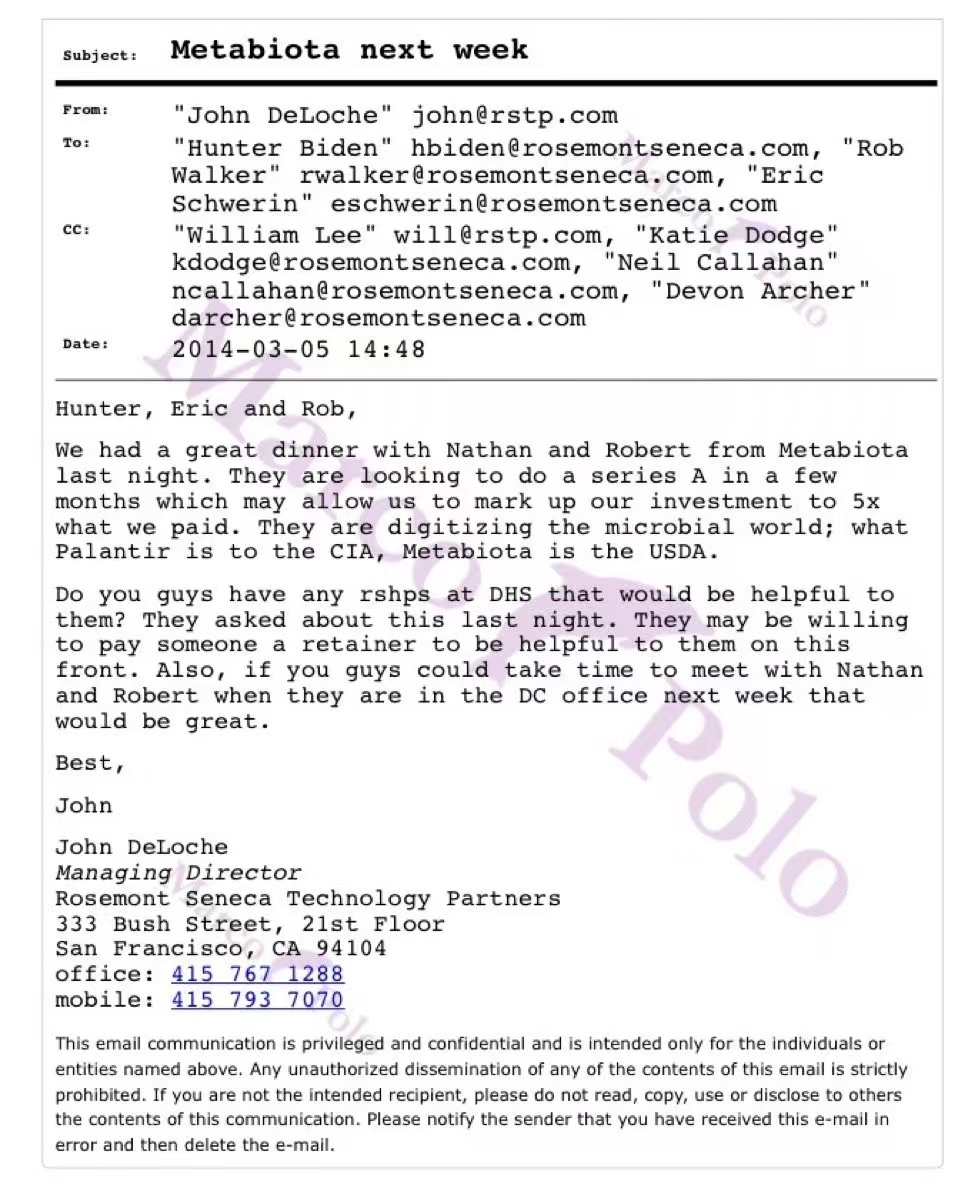 Subject: Metabiota next week
From: "John DeLoche" john@rstp.com
To: "Hunter Biden" hbiden@rosemontseneca.com, "Rob
Walker" rwalker@rosemontseneca.com, "Eric
Schwerin" eschwerin@rosemontseneca.com
CC: "William Lee" will@rstp.com, "Katie Dodge"
kdodge@rosemontseneca.com, "Neil Callahan"
ncallahan@rosemontseneca.com, "Devon Archer"
darcher@rosemontseneca.com
Date: 2014-03-05 14:48
Hunter, Eric and Rob,
We had a great dinner with Nathan and Robert from Metabiota
last night. They are looking to do a series A in a few
months which may allow us to mark up our investment to 5x
what we paid. They are digitizing the microbial world; what
Palantir is to the CIA, Metabiota is the USDA.
Do you guys have any rshps at DHS that would be helpful to
them? They asked about this last night. They may be willing
to pay someone a retainer to be helpful to them on this
front. Also, if you guys could take time to meet with Nathan
and Robert when they are in the DC office next week that
would be great.
Best,
John
John DeLoche
Managing Director
Rosemont Seneca Technology Partners
333 Bush Street, 21st Floor
San Francisco, CA 94104
office: 415 767 1288
mobile: 415 793 7070
This email communication is privileged and confidential and is intended only for the individuals or
entities named above. Any unauthorized dissemination of any of the contents of this email is strictly
prohibited. If you are not the intended recipient, please do not read, copy, use or disclose to others
the contents of this communication. Please notify the sender that you have received this e-mail in
error and then delete the e-mail.
Marco Polo
Marco Polo
Marco Polo